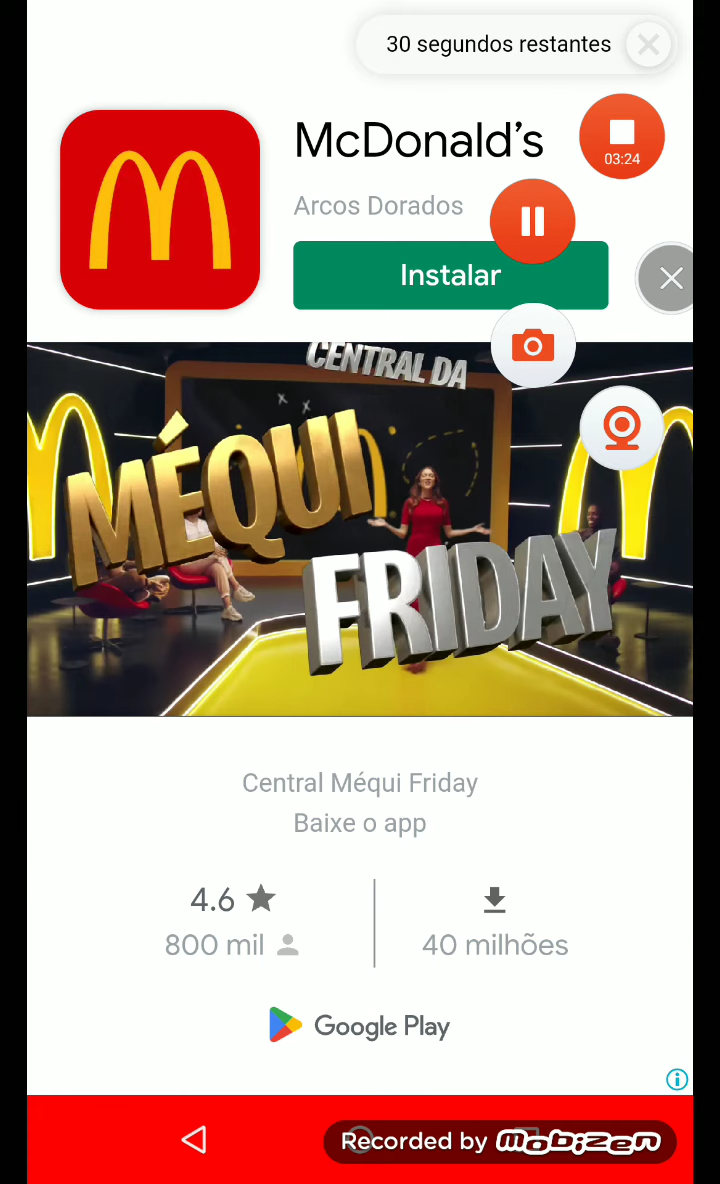 30 segundos restantes
McDonald's
03:24
Arcos Dorados
Instalar
CENTRAL DA
MÉQUI
FRIDAY
Central Méqui Friday
Baixe o app
4.6
800 mil
40 milhões
Google Play
Recorded by mobizen